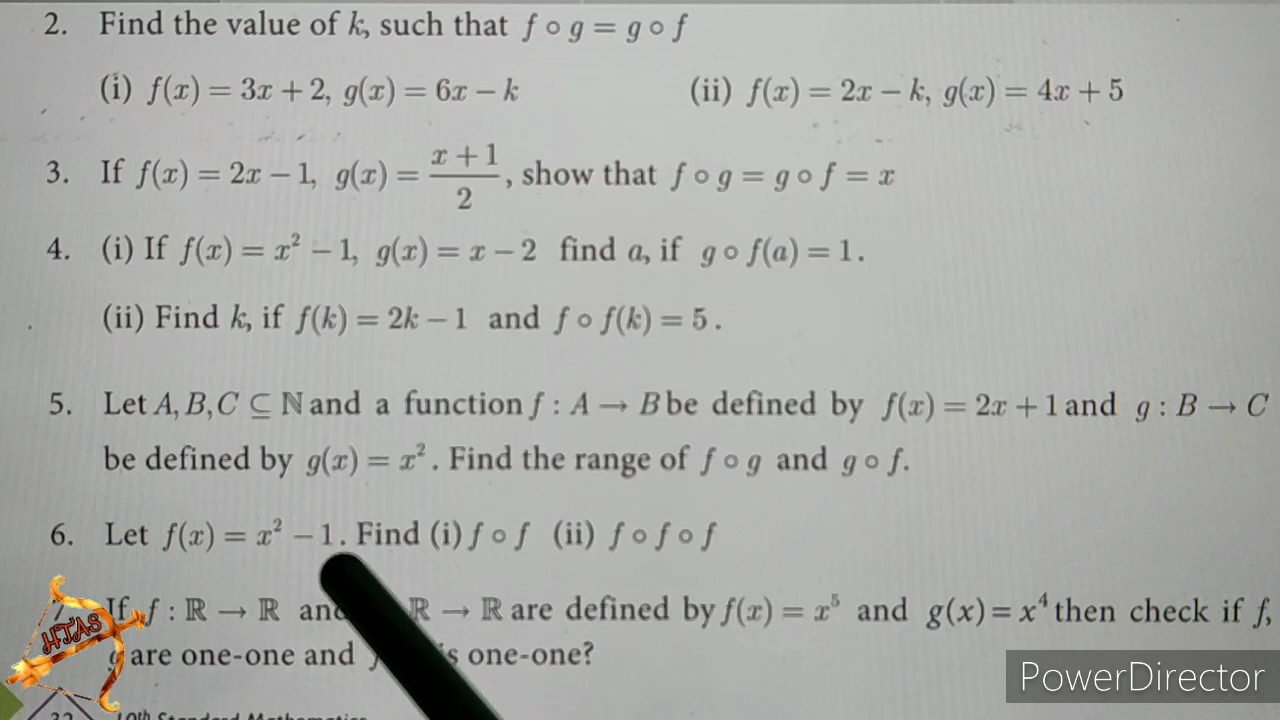 2. Find the value of k, such that f ∘ g = g ∘ f
(i) f(x) = 3x + 2, g(x) = 6x − k (ii) f(x) = 2x − k, g(x) = 4x + 5
3. If f(x) = 2x − 1, g(x) = (x + 1)/2, show that f ∘ g = g ∘ f = x
4. (i) If f(x) = x² − 1, g(x) = x − 2 find a, if g ∘ f(a) = 1.
(ii) Find k, if f(k) = 2k − 1 and f ∘ f(k) = 5.
5. Let A, B, C ⊆ ℕ and a function f : A → B be defined by f(x) = 2x + 1 and g : B → C
be defined by g(x) = x². Find the range of f ∘ g and g ∘ f.
6. Let f(x) = x² − 1. Find (i) f ∘ f (ii) f ∘ f ∘ f
If f : ℝ → ℝ ℝ → ℝ are defined by f(x) = x⁵ and g(x) = x⁴ then check if f,
g are one-one and one-one?
HTAS
PowerDirector
10th Standard Mathematics